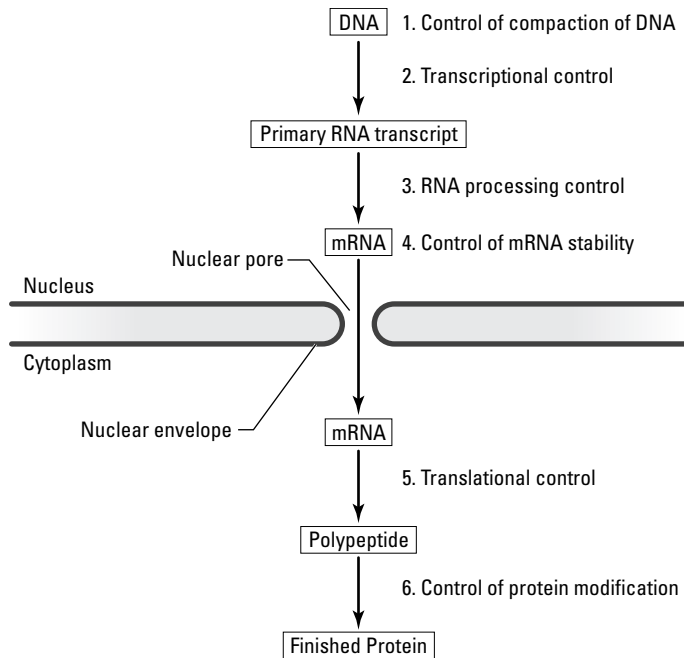 DNA
1. Control of compaction of DNA
2. Transcriptional control
Primary RNA transcript
3. RNA processing control
mRNA
4. Control of mRNA stability
Nuclear pore
Nucleus
Cytoplasm
Nuclear envelope
mRNA
5. Translational control
Polypeptide
6. Control of protein modification
Finished Protein